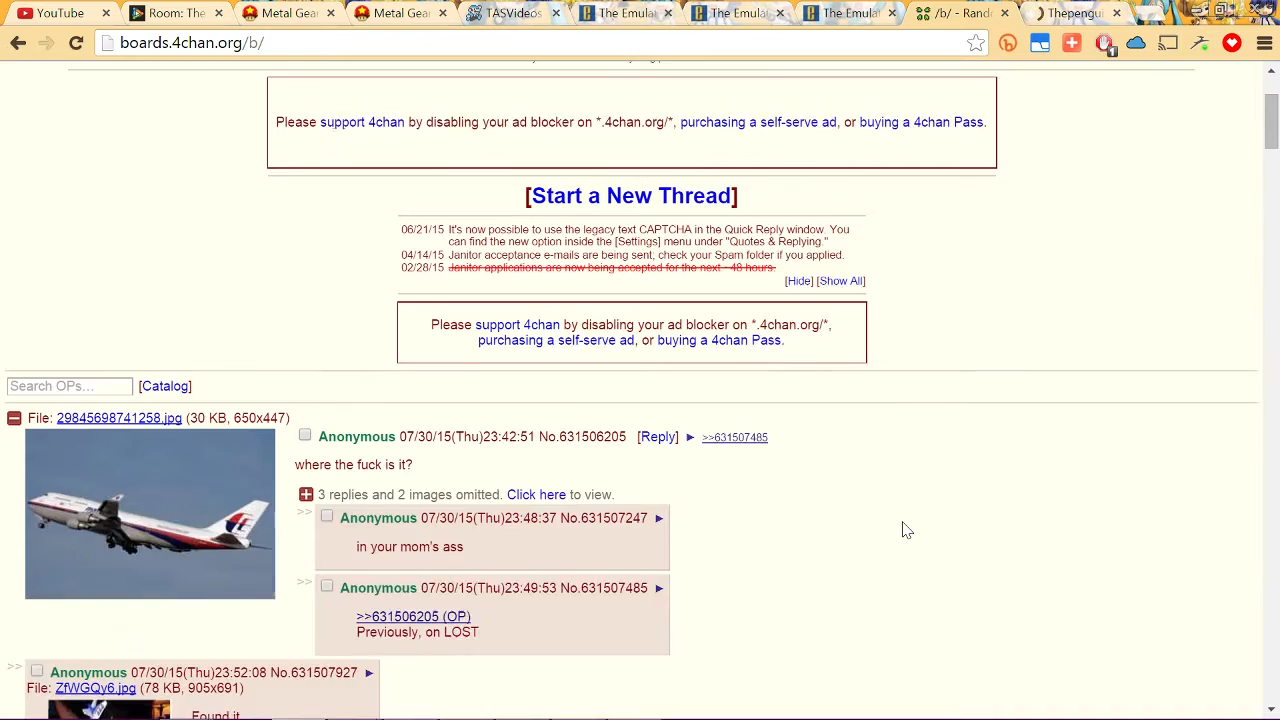 YouTube
Room: The
Metal Gear
Metal Gear
TASVideos
The Emulat
The Emulat
The Emulat
/b/ - Rand
Thepengui
boards.4chan.org/b/
1
Please support 4chan by disabling your ad blocker on *.4chan.org/*, purchasing a self-serve ad, or buying a 4chan Pass.
[Start a New Thread]
06/21/15 It's now possible to use the legacy text CAPTCHA in the Quick Reply window. You
can find the new option inside the [Settings] menu under "Quotes & Replying."
04/14/15 Janitor acceptance e-mails are being sent; check your Spam folder if you applied.
02/28/15 Janitor applications are now being accepted for the next ~48 hours.
[Hide] [Show All]
Please support 4chan by disabling your ad blocker on *.4chan.org/*,
purchasing a self-serve ad, or buying a 4chan Pass.
Search OPs... [Catalog]
File: 29845698741258.jpg (30 KB, 650x447)
Anonymous 07/30/15(Thu)23:42:51 No.631506205 [Reply] ► >>631507485
where the fuck is it?
3 replies and 2 images omitted. Click here to view.
>> Anonymous 07/30/15(Thu)23:48:37 No.631507247 ►
in your mom's ass
>> Anonymous 07/30/15(Thu)23:49:53 No.631507485 ►
>>631506205 (OP)
Previously, on LOST
>> Anonymous 07/30/15(Thu)23:52:08 No.631507927 ►
File: ZfWGQy6.jpg (78 KB, 905x691)
Found it